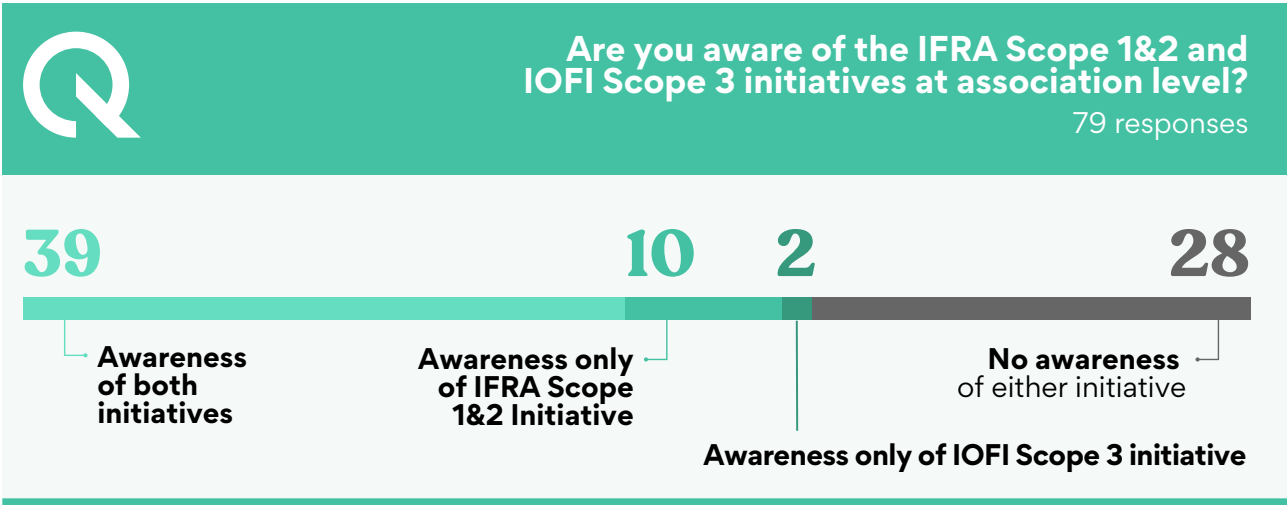 Are you aware of the IFRA Scope 1&2 and
IOFI Scope 3 initiatives at association level?
79 responses
39
10
2
28
Awareness
of both
initiatives
Awareness only
of IFRA Scope
1&2 Initiative
No awareness
of either initiative
Awareness only of IOFI Scope 3 initiative